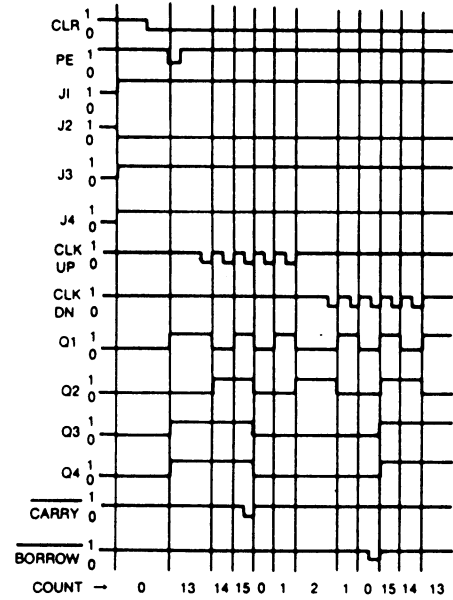 CLR 1
0
PE 1
0
J1 1
0
J2 1
0
J3 1
0
J4 1
0
CLK UP 1
0
CLK DN 1
0
Q1 1
0
Q2 1
0
Q3 1
0
Q4 1
0
CARRY 1
0
BORROW 1
0
COUNT → 0 13 14 15 0 1 2 1 0 15 14 13